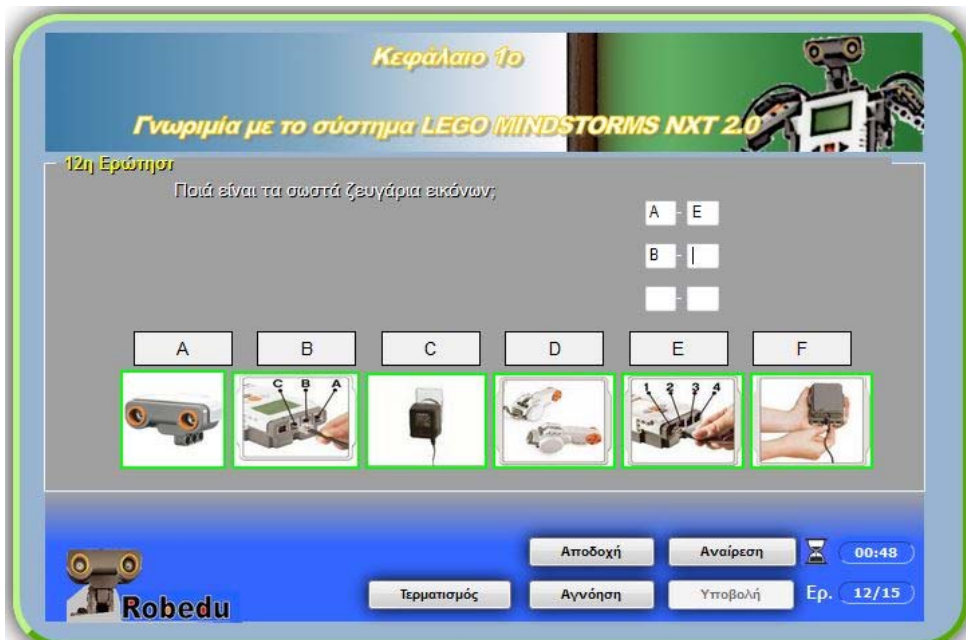 Κεφάλαιο 1ο
Γνωριμία με το σύστημα LEGO MINDSTORMS NXT 2.0
12η Ερώτησι
Ποιά είναι τα σωστά ζευγάρια εικόνων;
A - E
B -
-
A B C D E F
C B A
1 2 3 4
Αποδοχή Αναίρεση 00:48
Τερματισμός Αγνόηση Υποβολή Ερ. 12/15
Robedu